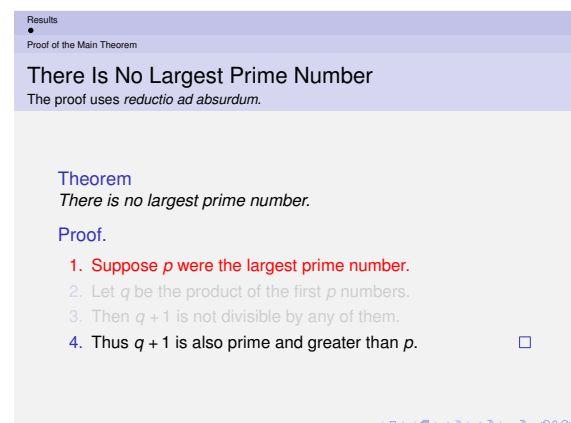 Results
Proof of the Main Theorem
There Is No Largest Prime Number
The proof uses reductio ad absurdum.
Theorem
There is no largest prime number.
Proof.
1. Suppose p were the largest prime number.
2. Let q be the product of the first p numbers.
3. Then q + 1 is not divisible by any of them.
4. Thus q + 1 is also prime and greater than p.